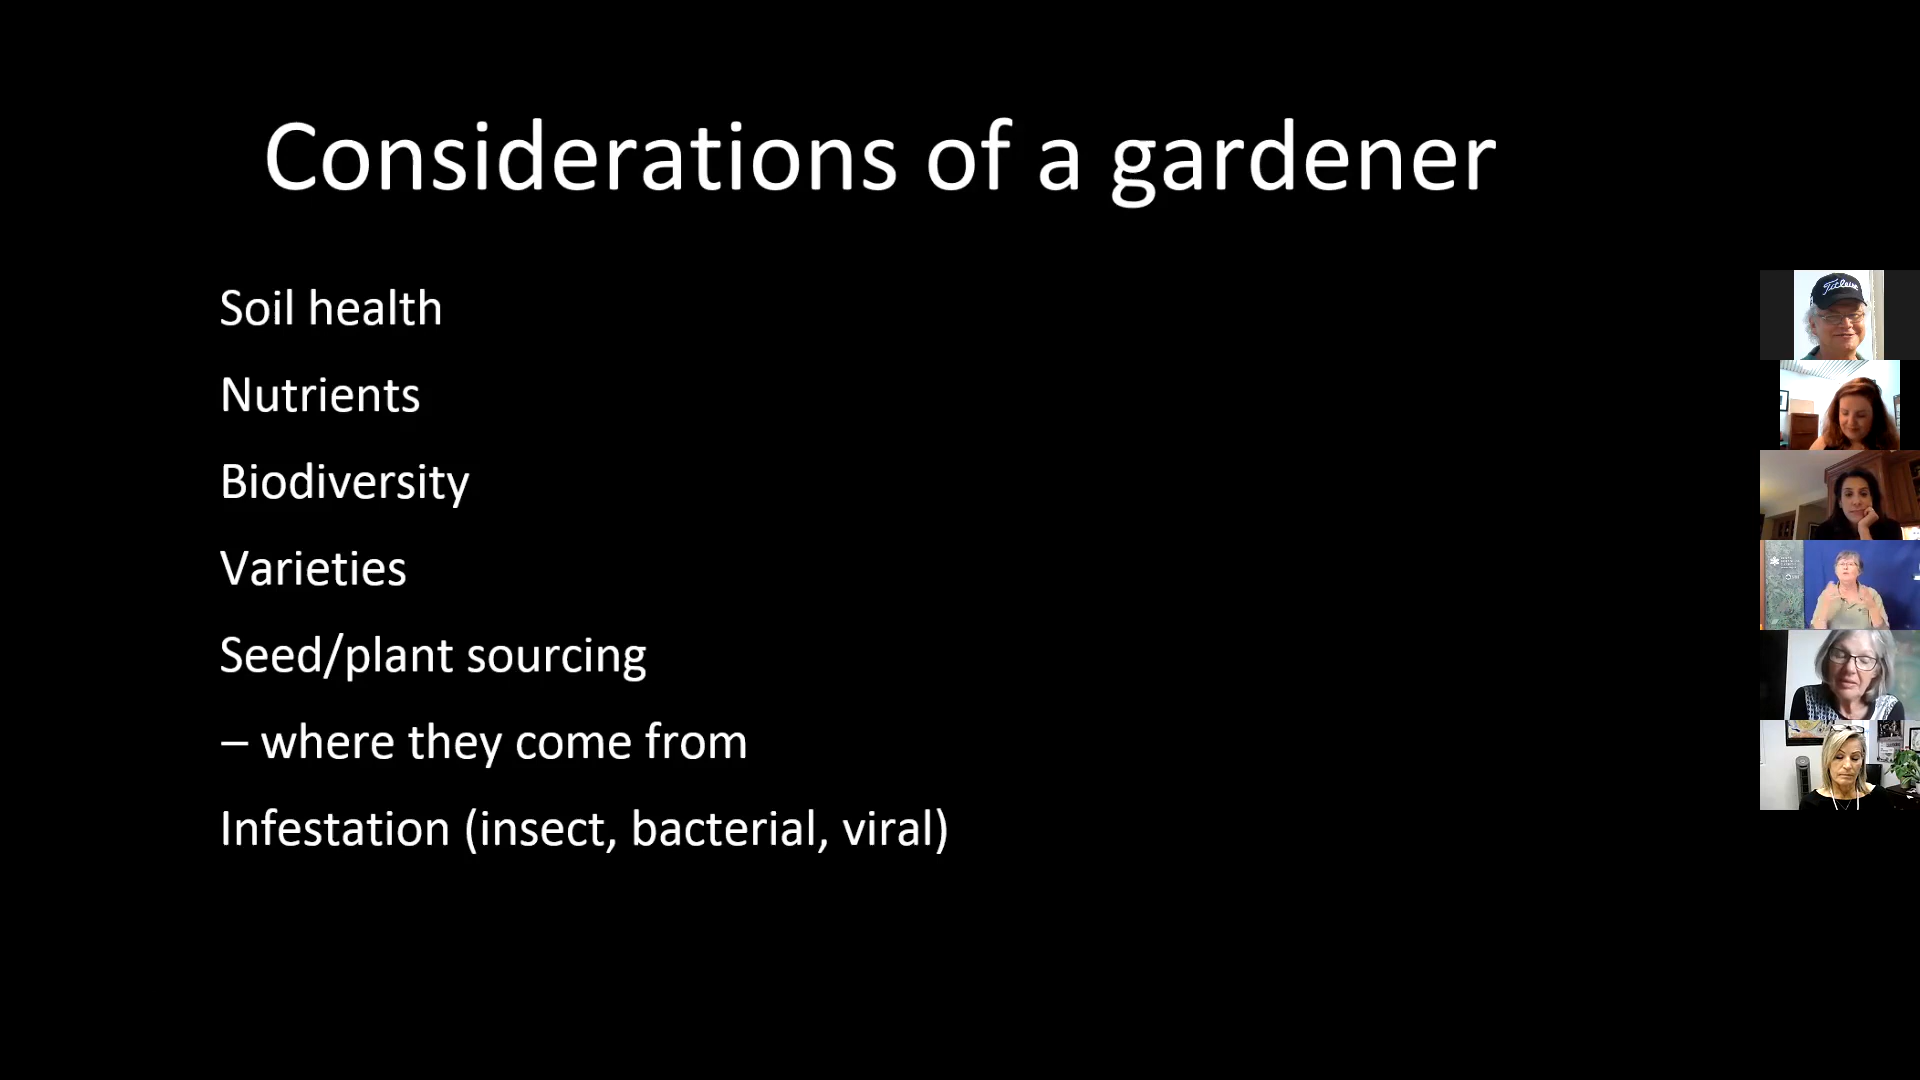 Considerations of a gardener
Soil health
Nutrients
Biodiversity
Varieties
Seed/plant sourcing
– where they come from
Infestation (insect, bacterial, viral)
Titleist